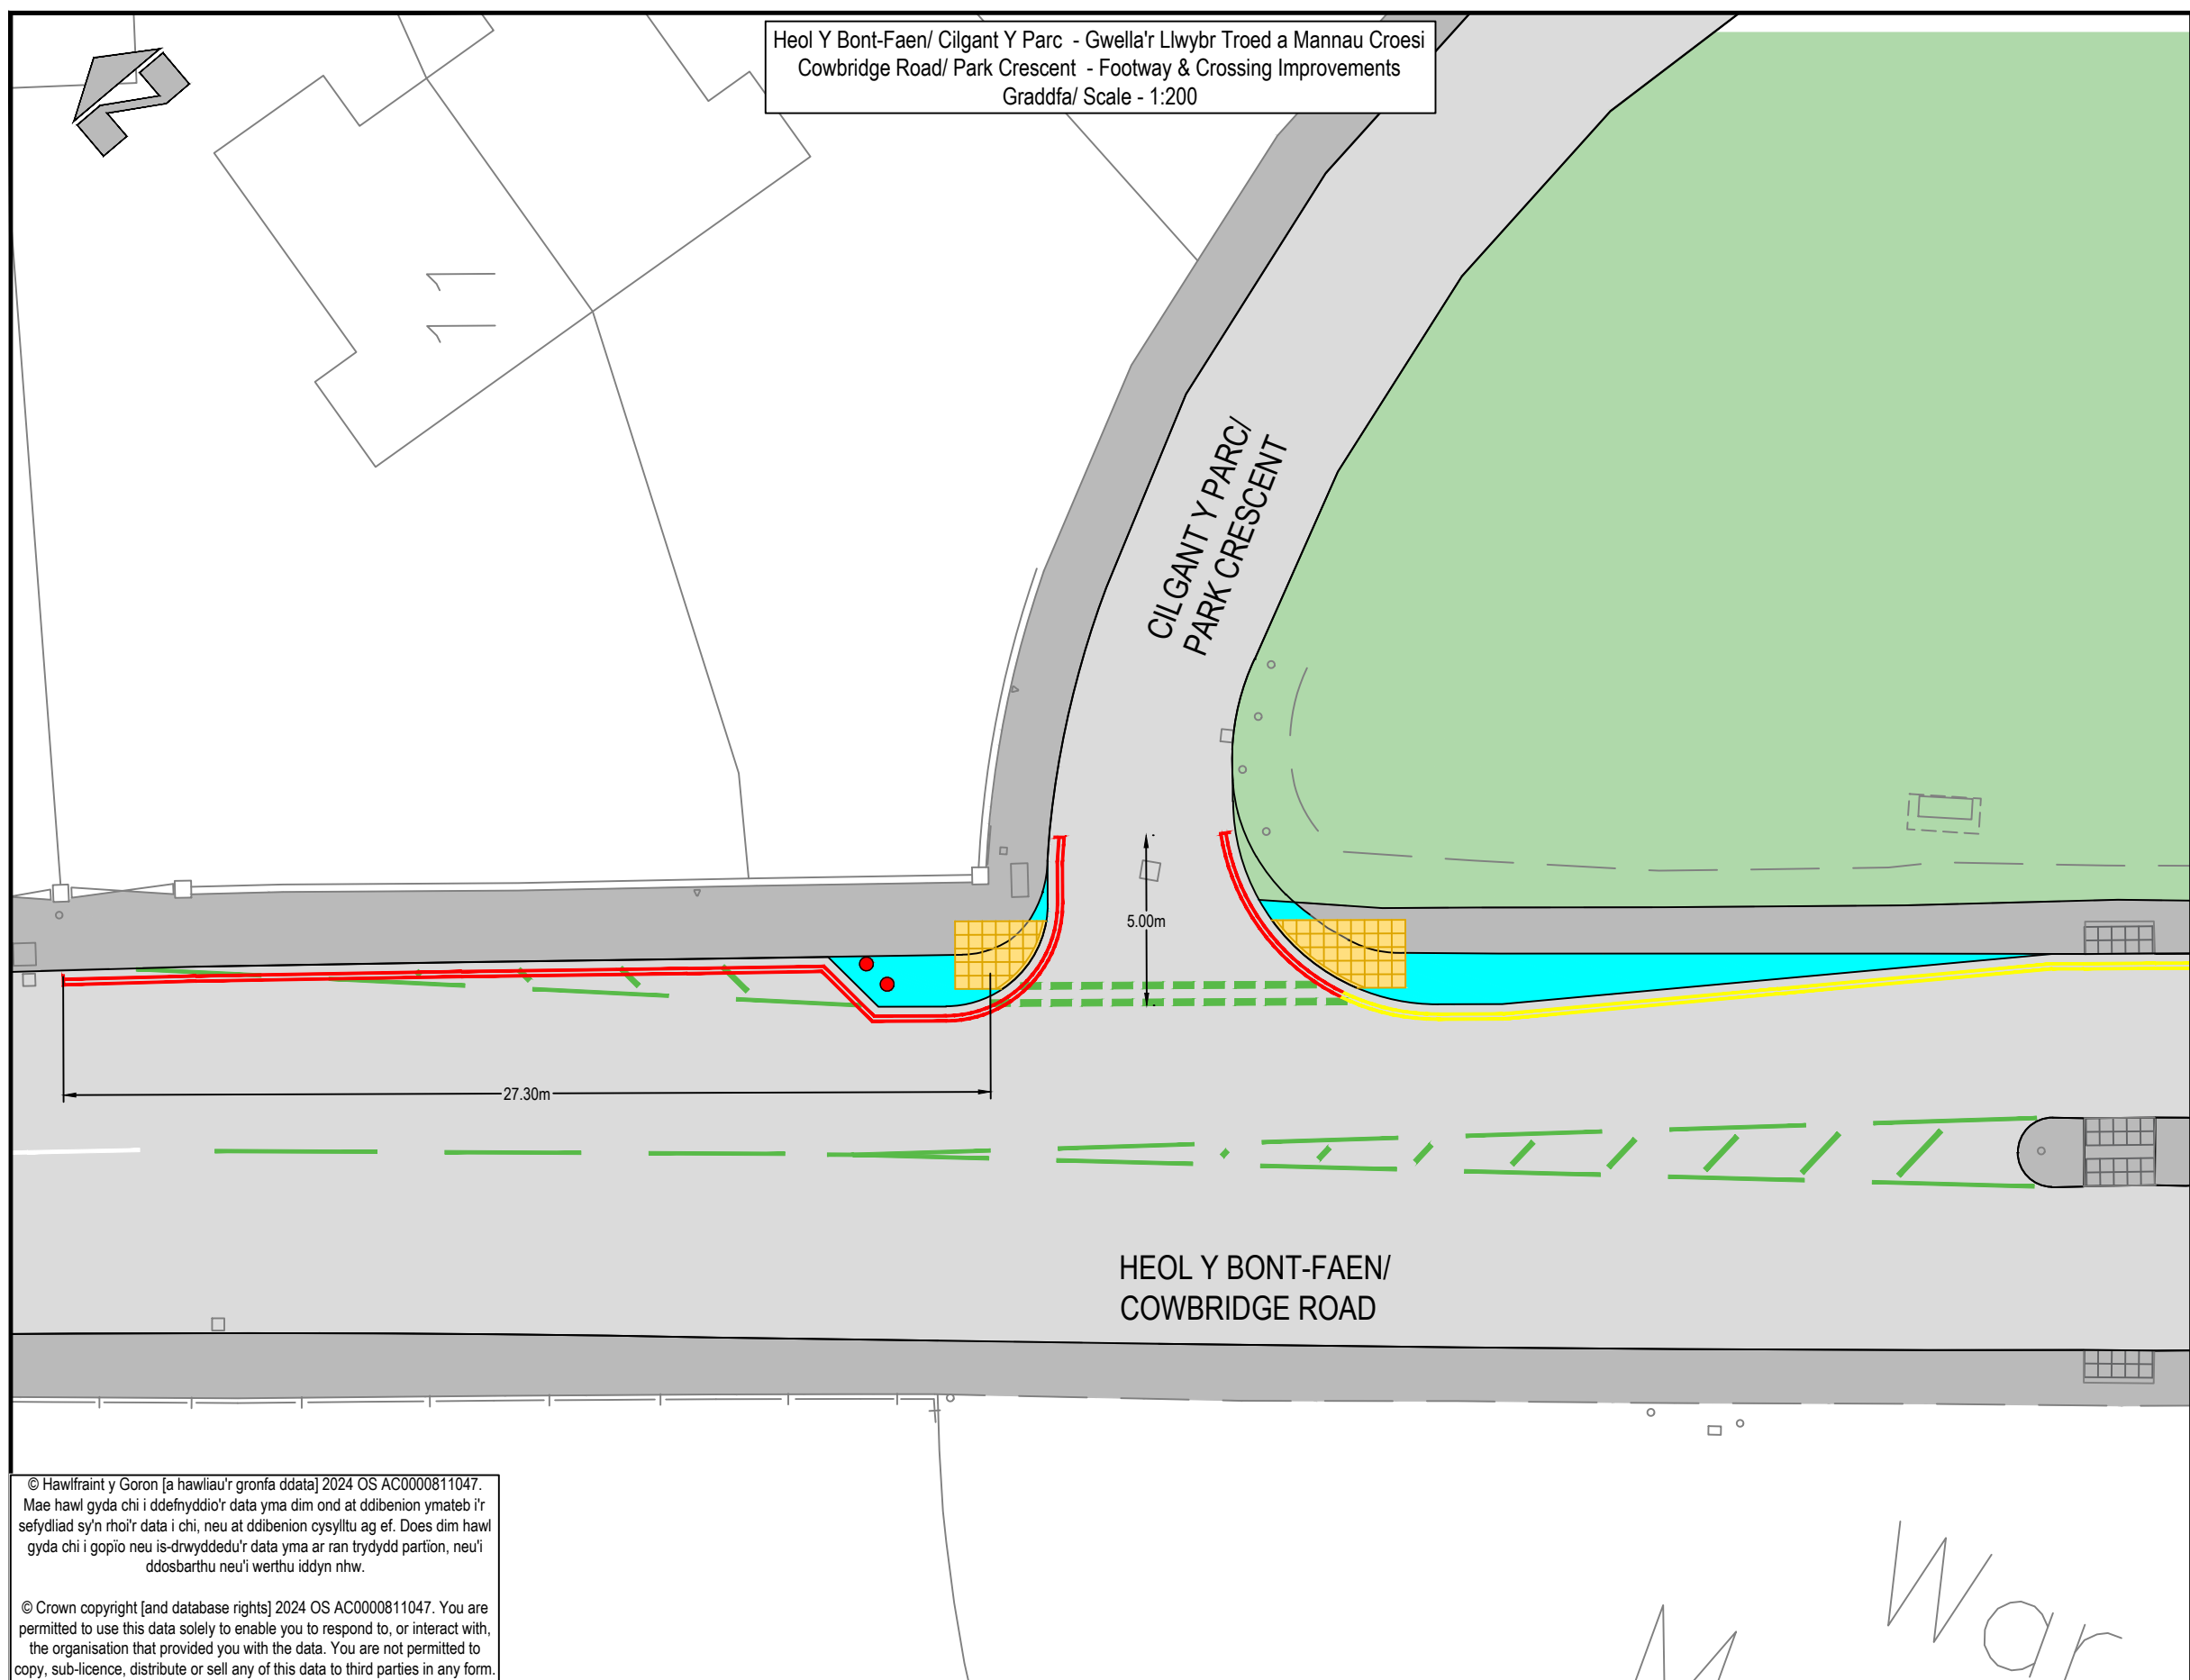 Heol Y Bont-Faen/ Cilgant Y Parc - Gwella'r Llwybr Troed a Mannau Croesi
Cowbridge Road/ Park Crescent - Footway & Crossing Improvements
Graddfa/ Scale - 1:200
11
CILGANT Y PARC/
PARK CRESCENT
5.00m
27.30m
HEOL Y BONT-FAEN/
COWBRIDGE ROAD
© Hawlfraint y Goron [a hawliau'r gronfa ddata] 2024 OS AC0000811047.
Mae hawl gyda chi i ddefnyddio'r data yma dim ond at ddibenion ymateb i'r
sefydliad sy'n rhoi'r data i chi, neu at ddibenion cysylltu ag ef. Does dim hawl
gyda chi i gopïo neu is-drwyddedu'r data yma ar ran trydydd partïon, neu'i
ddosbarthu neu'i werthu iddyn nhw.
© Crown copyright [and database rights] 2024 OS AC0000811047. You are
permitted to use this data solely to enable you to respond to, or interact with,
the organisation that provided you with the data. You are not permitted to
copy, sub-licence, distribute or sell any of this data to third parties in any form.
War
M